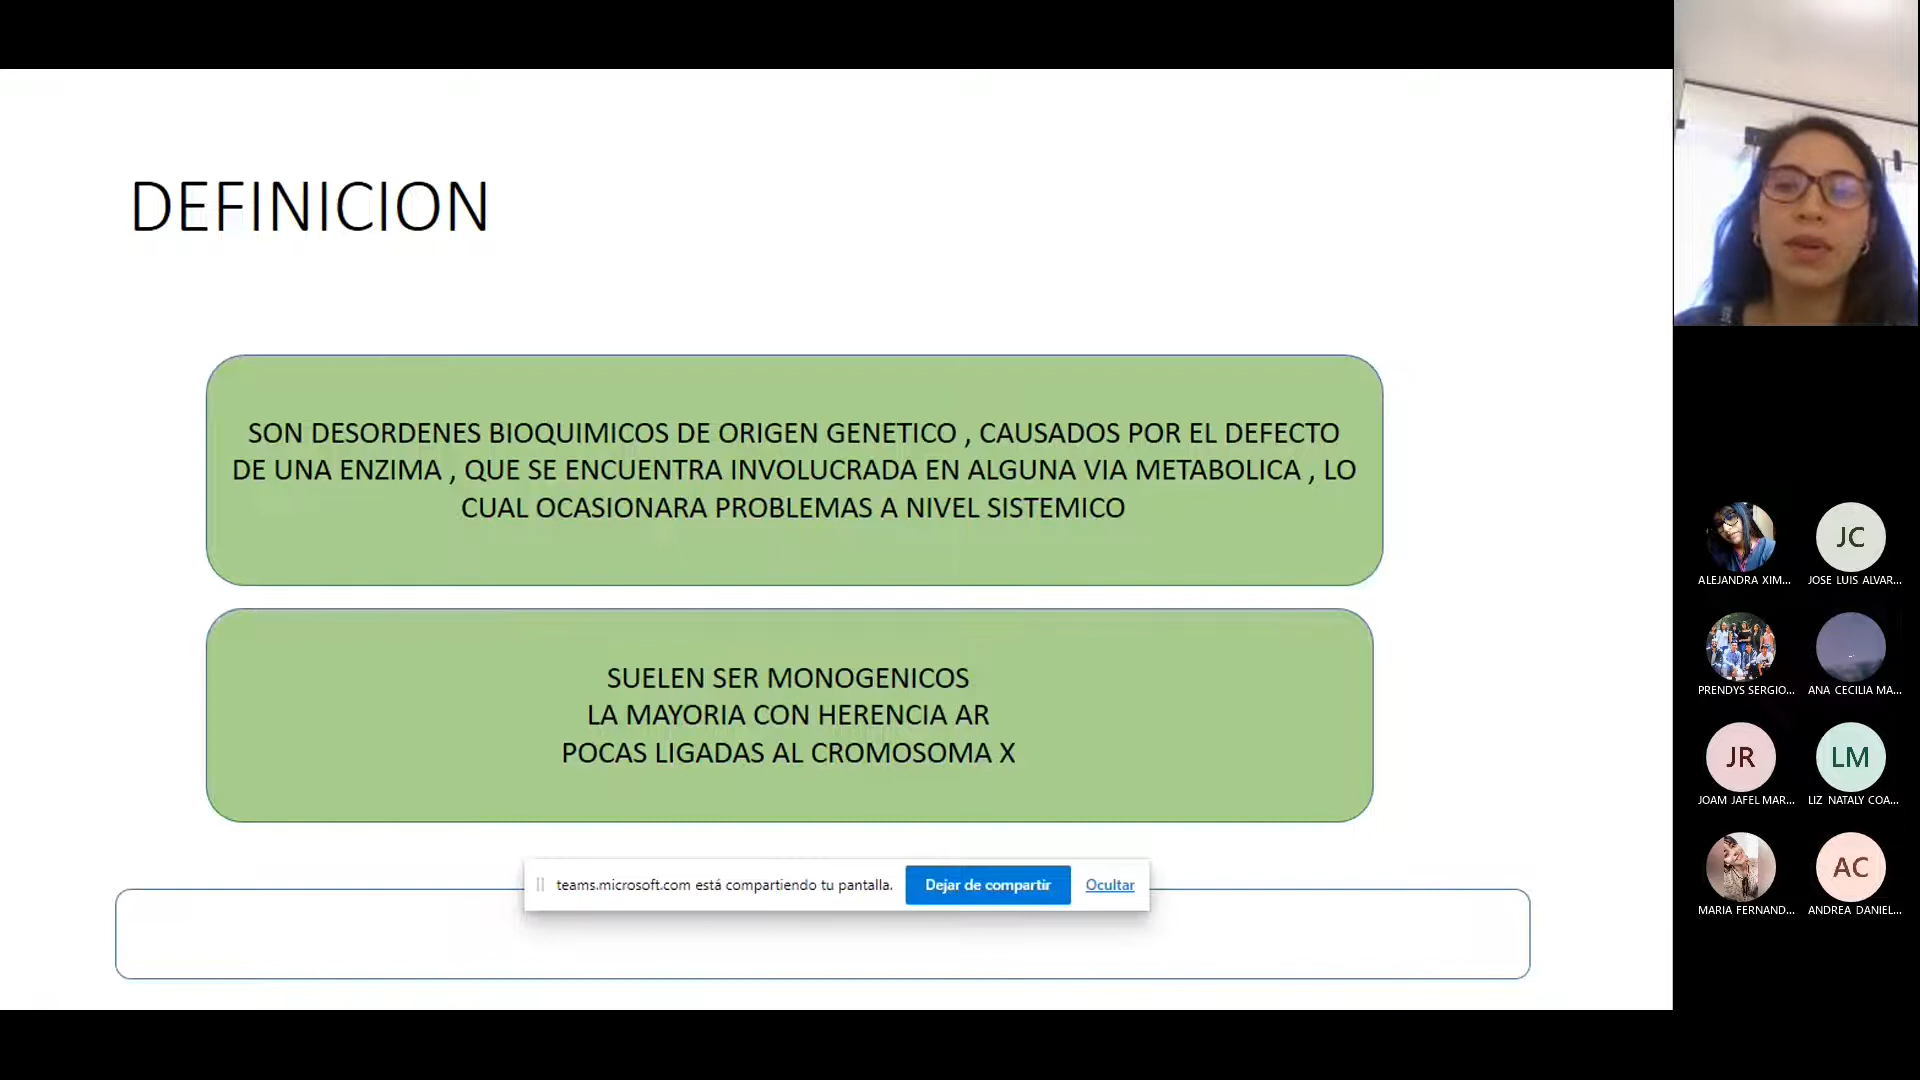 DEFINICION
SON DESORDENES BIOQUIMICOS DE ORIGEN GENETICO , CAUSADOS POR EL DEFECTO
DE UNA ENZIMA , QUE SE ENCUENTRA INVOLUCRADA EN ALGUNA VIA METABOLICA , LO
CUAL OCASIONARA PROBLEMAS A NIVEL SISTEMICO
SUELEN SER MONOGENICOS
LA MAYORIA CON HERENCIA AR
POCAS LIGADAS AL CROMOSOMA X
teams.microsoft.com está compartiendo tu pantalla.
Dejar de compartir
Ocultar
JC
ALEJANDRA XIM...
JOSE LUIS ALVAR...
PRENDYS SERGIO...
ANA CECILIA MA...
JR
LM
JOAM JAFEL MAR...
LIZ NATALY COA...
AC
MARIA FERNAND...
ANDREA DANIEL...